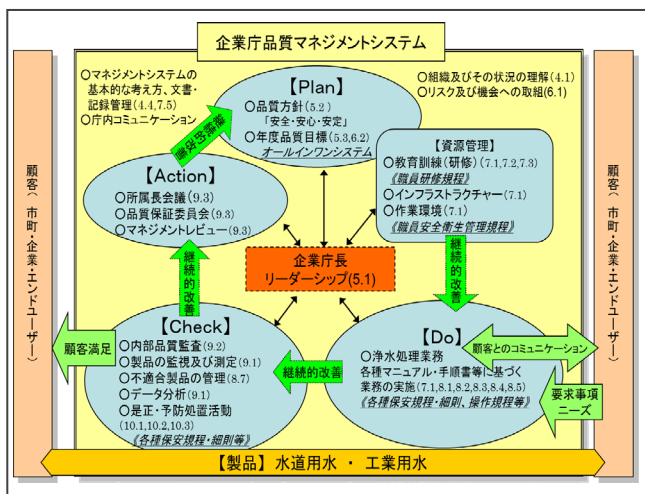 企業庁品質マネジメントシステム
○マネジメントシステムの
基本的な考え方、文書・
記録管理(4.4,7.5)
○庁内コミュニケーション
【Plan】
○品質方針(5.2)
「安全・安心・安定」
○年度品質目標(5.3,6.2)
オールインワンシステム
○組織及びその状況の理解(4.1)
○リスク及び機会への取組(6.1)
継続的改善
【資源管理】
○教育訓練(研修)(7.1,7.2,7.3)
《職員研修規程》
○インフラストラクチャー(7.1)
○作業環境(7.1)
《職員安全衛生管理規程》
【Action】
○所属長会議(9.3)
○品質保証委員会(9.3)
○マネジメントレビュー(9.3)
企業庁長
リーダーシップ(5.1)
継続的改善
継続的改善
顧客(市町・企業・エンドユーザー)
顧客(市町・企業・エンドユーザー)
【Check】
○内部品質監査(9.2)
○製品の監視及び測定(9.1)
○不適合製品の管理(8.7)
○データ分析(9.1)
○是正・予防処置活動
(10.1,10.2,10.3)
《各種保安規程・細則等》
顧客満足
継続的改善
【Do】
○浄水処理業務
各種マニュアル・手順書等に基づく
業務の実施(7.1,8.1,8.2,8.3,8.4,8.5)
《各種保安規程・細則、操作規程等》
顧客とのコミュニケーション
要求事項
ニーズ
【製品】水道用水 ・ 工業用水